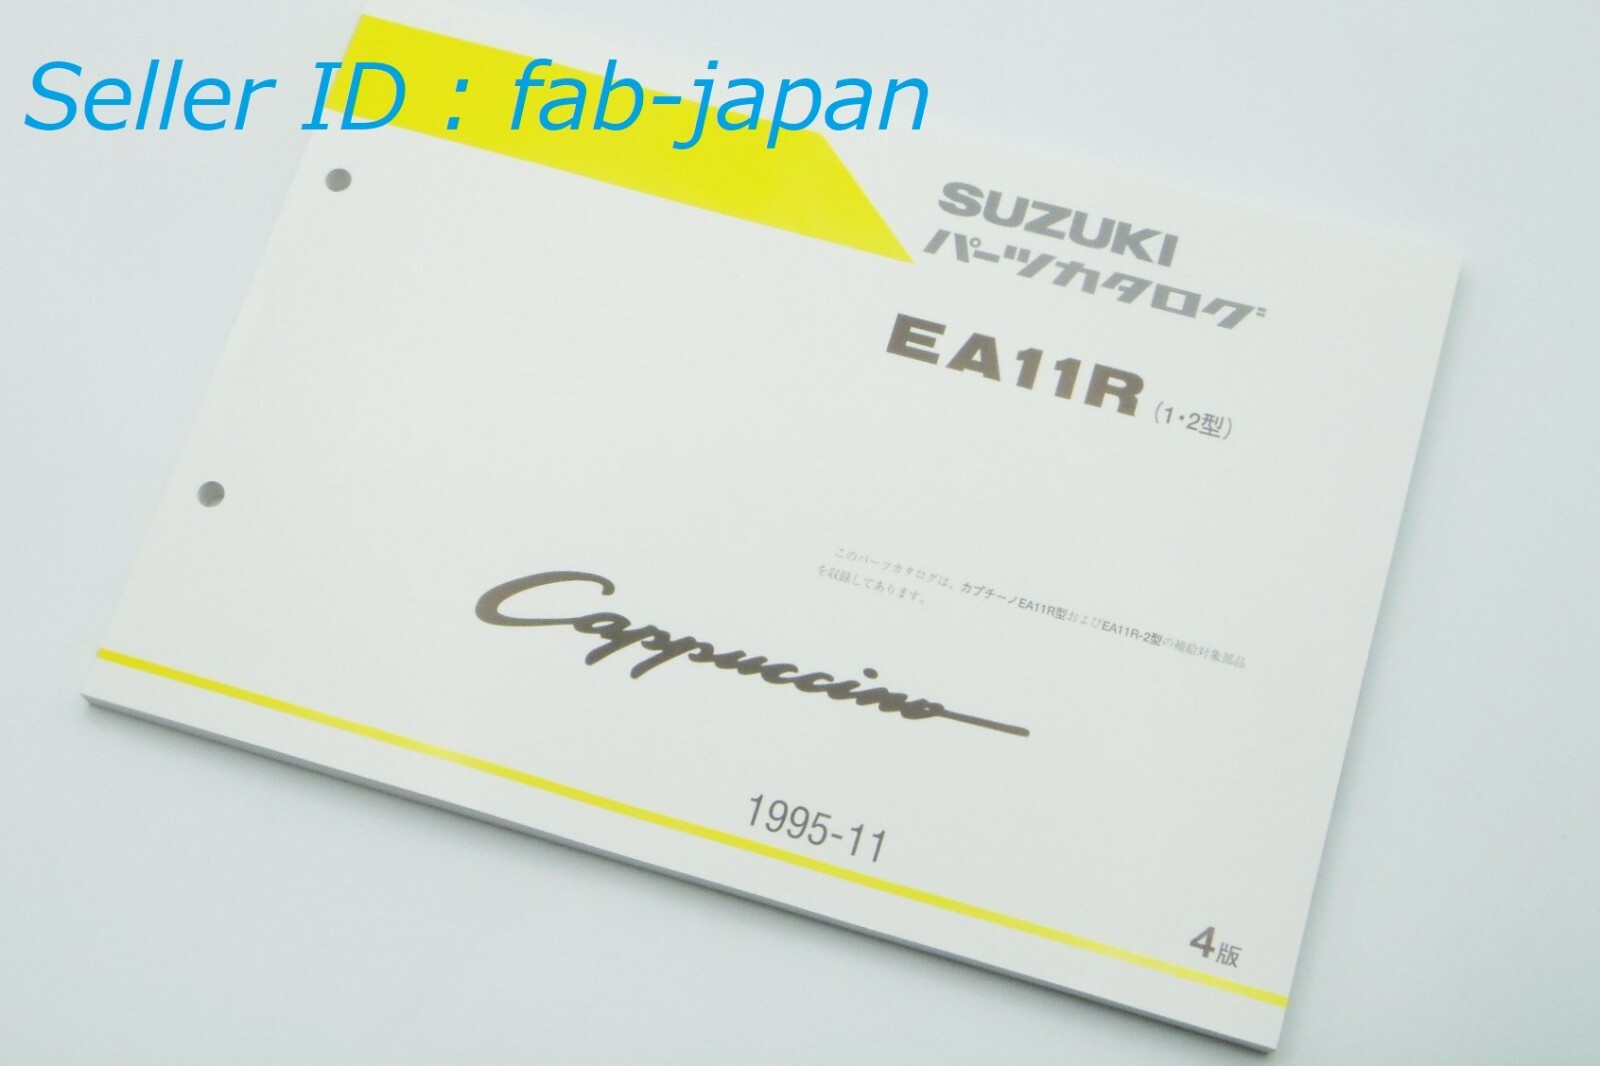 Seller ID : fab-japan
SUZUKI
パーツカタログ
EA11R (1・2型)
このパーツカタログは、カプチーノEA11R型およびEA11R-2型の補給対象部品
を収録してあります。
Cappuccino
1995-11
4版